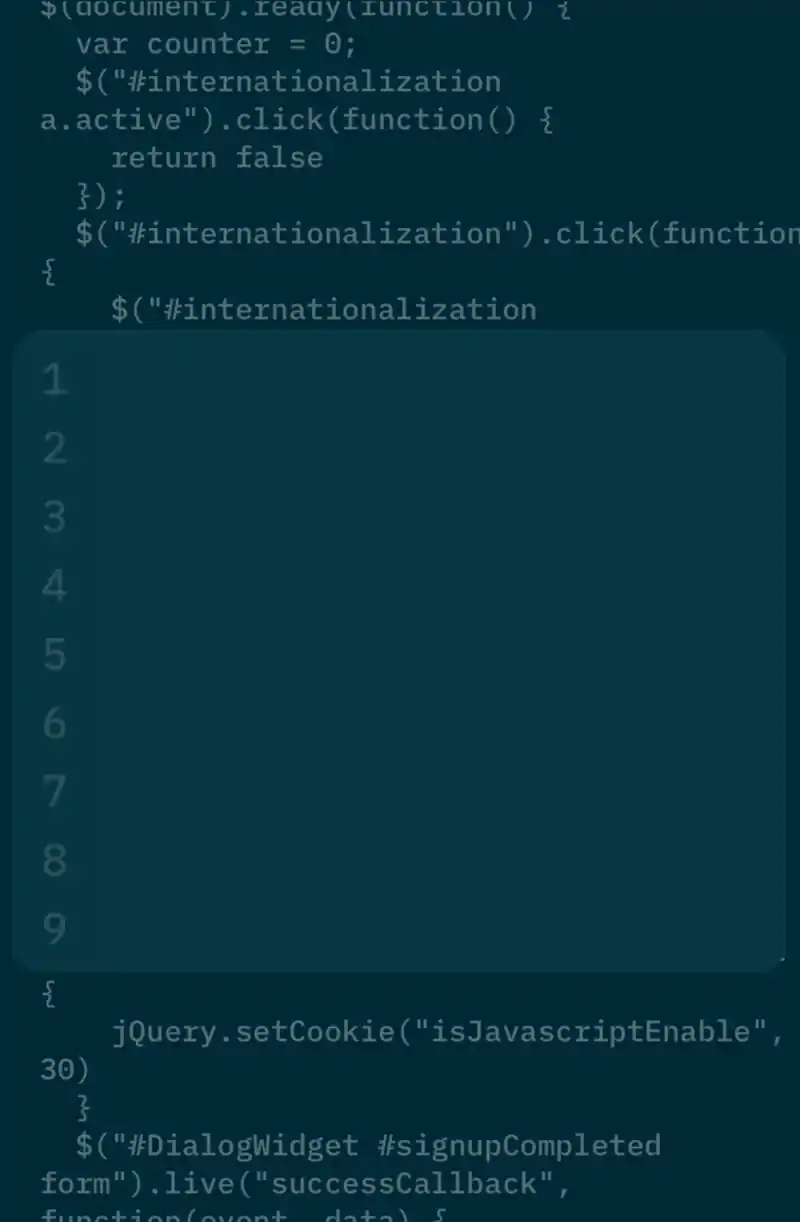 $(document).ready(function() {
var counter = 0;
$("#internationalization
a.active").click(function() {
return false
});
$("#internationalization").click(function
{
$("#internationalization
1
2
3
4
5
6
7
8
9
{
jQuery.setCookie("isJavascriptEnable",
30)
}
$("#DialogWidget #signupCompleted
form").live("successCallback",
function(event, data) {